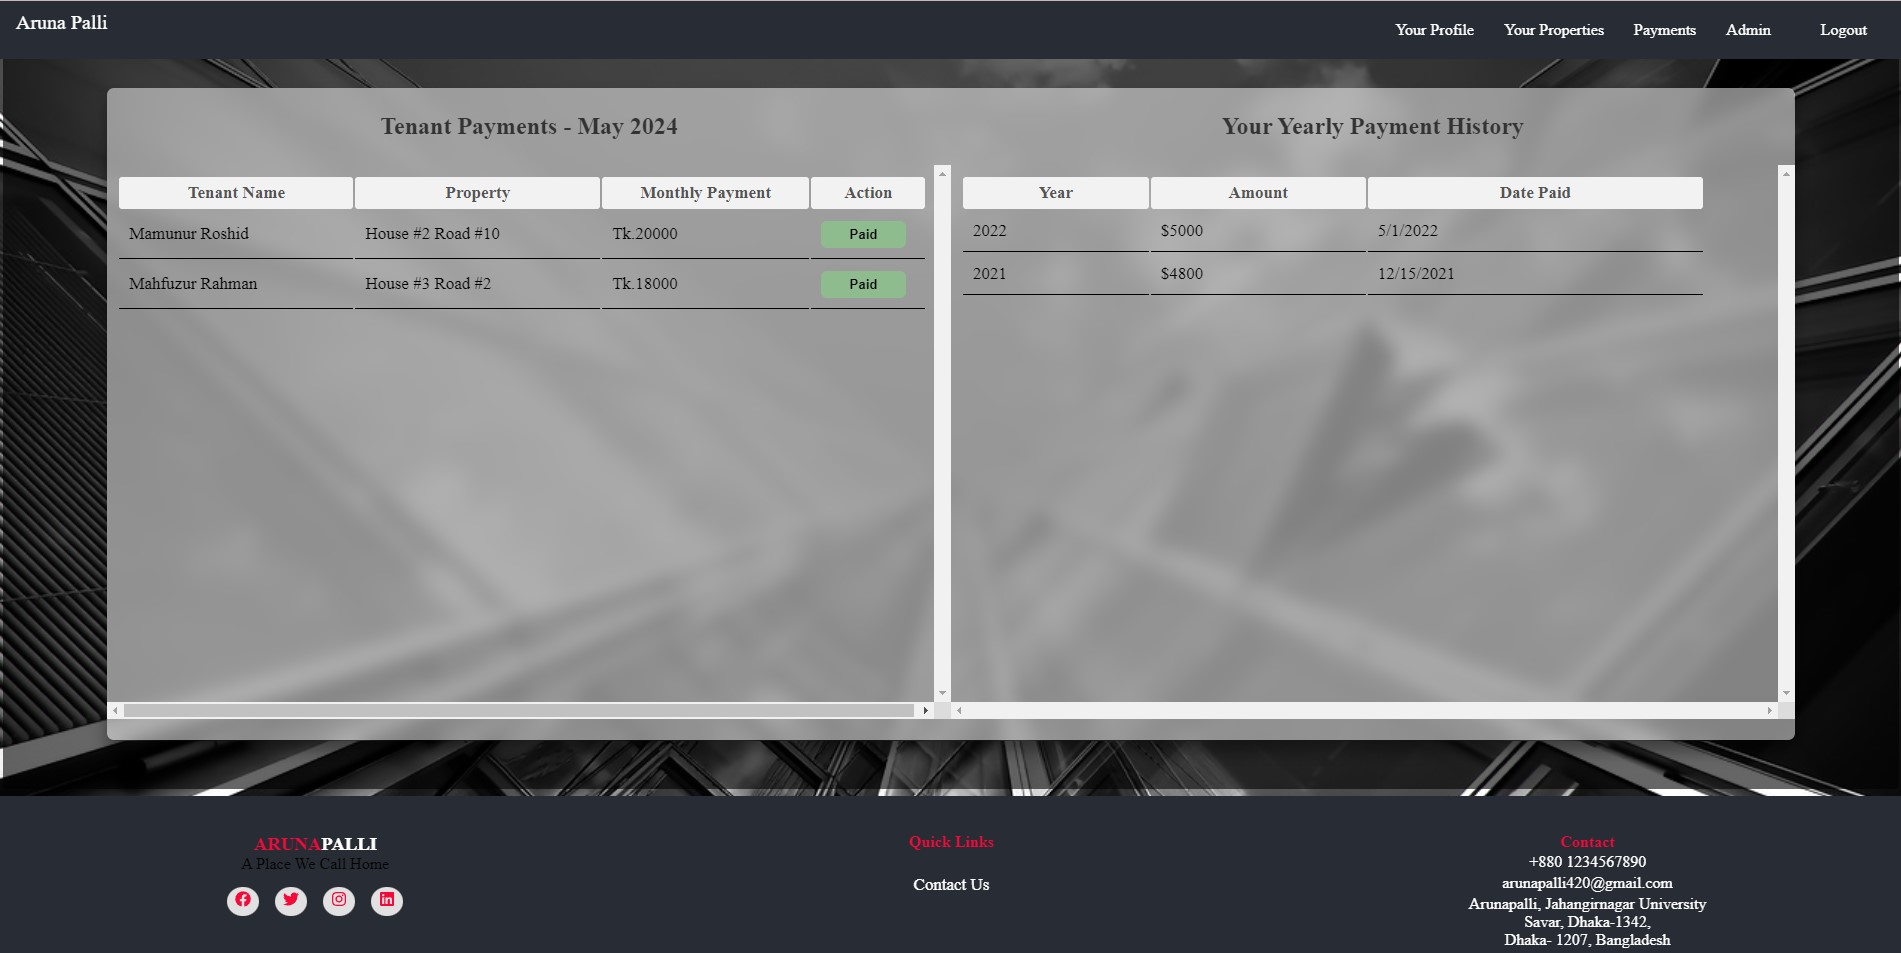 Aruna Palli
Your Profile Your Properties Payments Admin Logout
Tenant Payments - May 2024
Tenant Name Property Monthly Payment Action
Mamunur Roshid House #2 Road #10 Tk.20000 Paid
Mahfuzur Rahman House #3 Road #2 Tk.18000 Paid
Your Yearly Payment History
Year Amount Date Paid
2022 $5000 5/1/2022
2021 $4800 12/15/2021
ARUNAPALLI
A Place We Call Home
Quick Links
Contact Us
Contact
+880 1234567890
arunapalli420@gmail.com
Arunapalli, Jahangirnagar University
Savar, Dhaka-1342,
Dhaka- 1207, Bangladesh